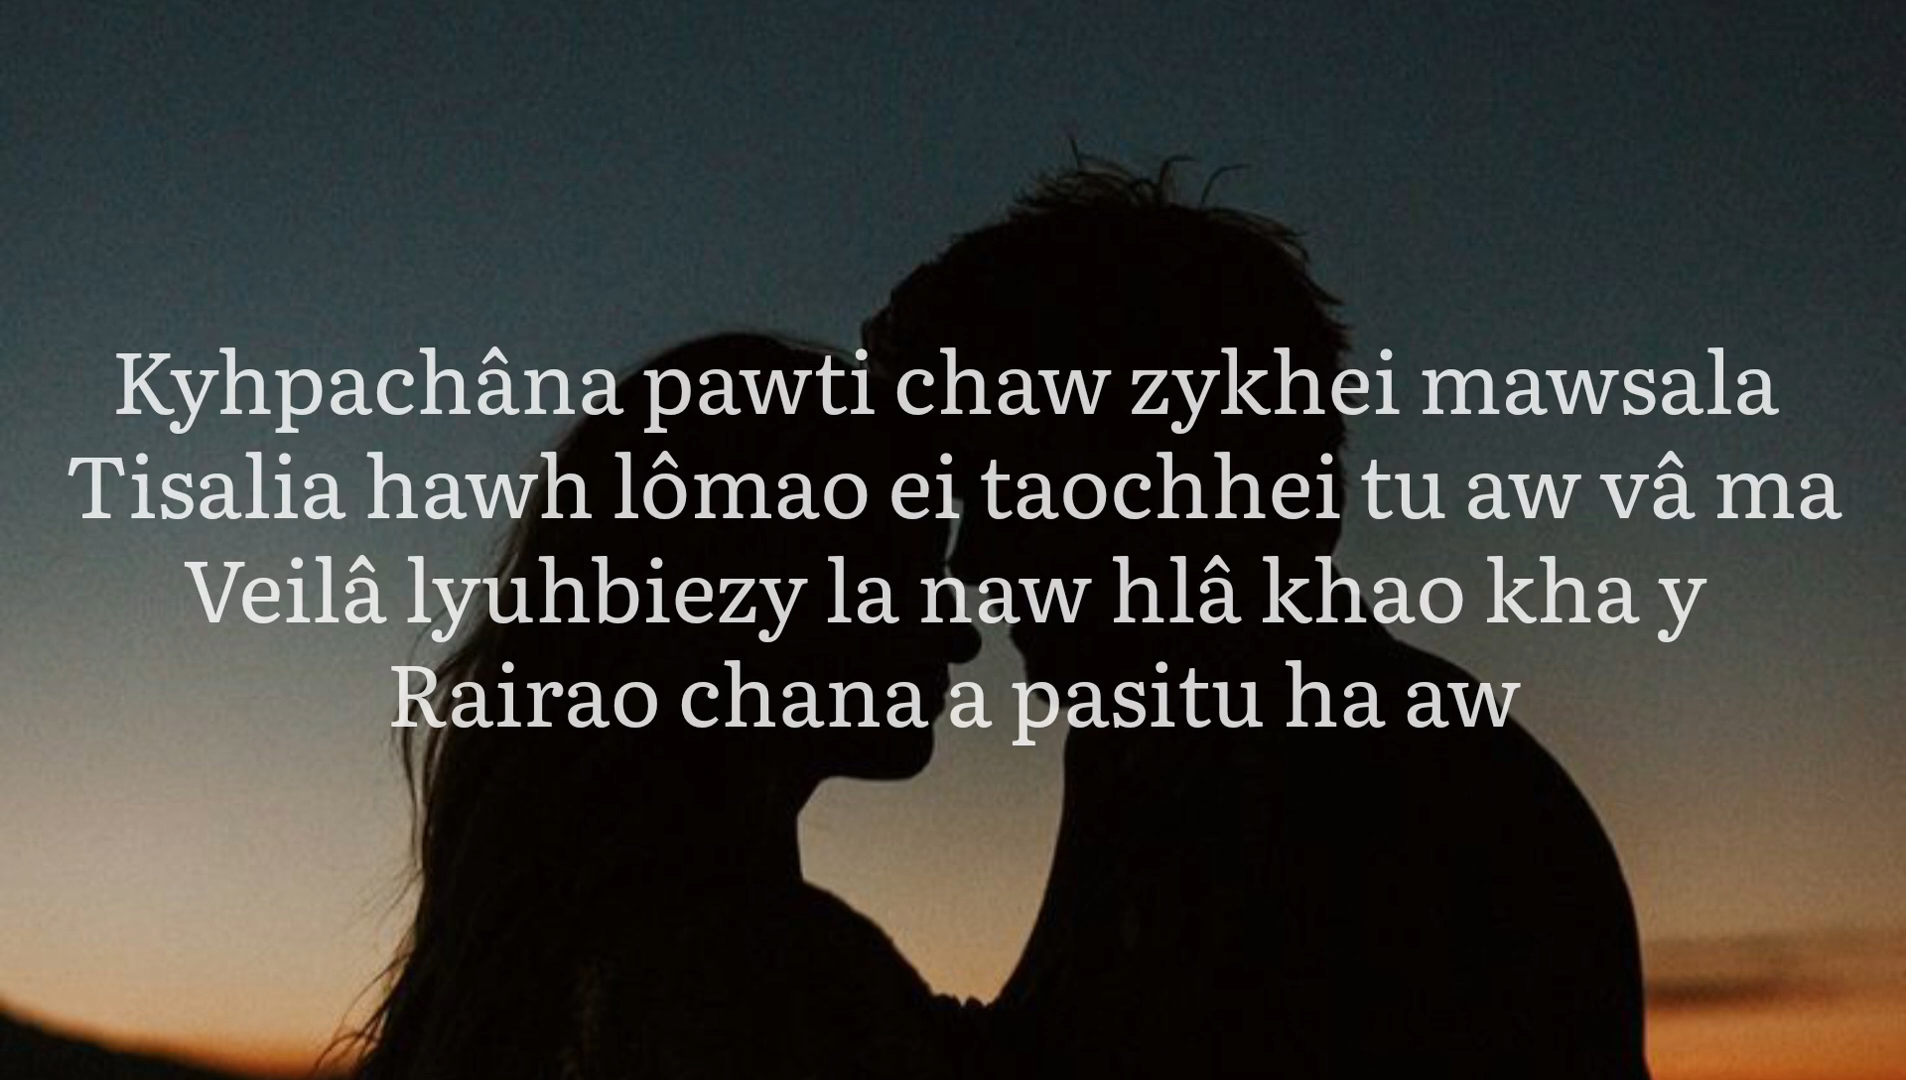 Kyhpachâna pawti chaw zykhei mawsala
Tisalia hawh lômao ei taochhei tu aw vâ ma
Veilâ lyuhbiezy la naw hlâ khao kha y
Rairao chana a pasitu ha aw